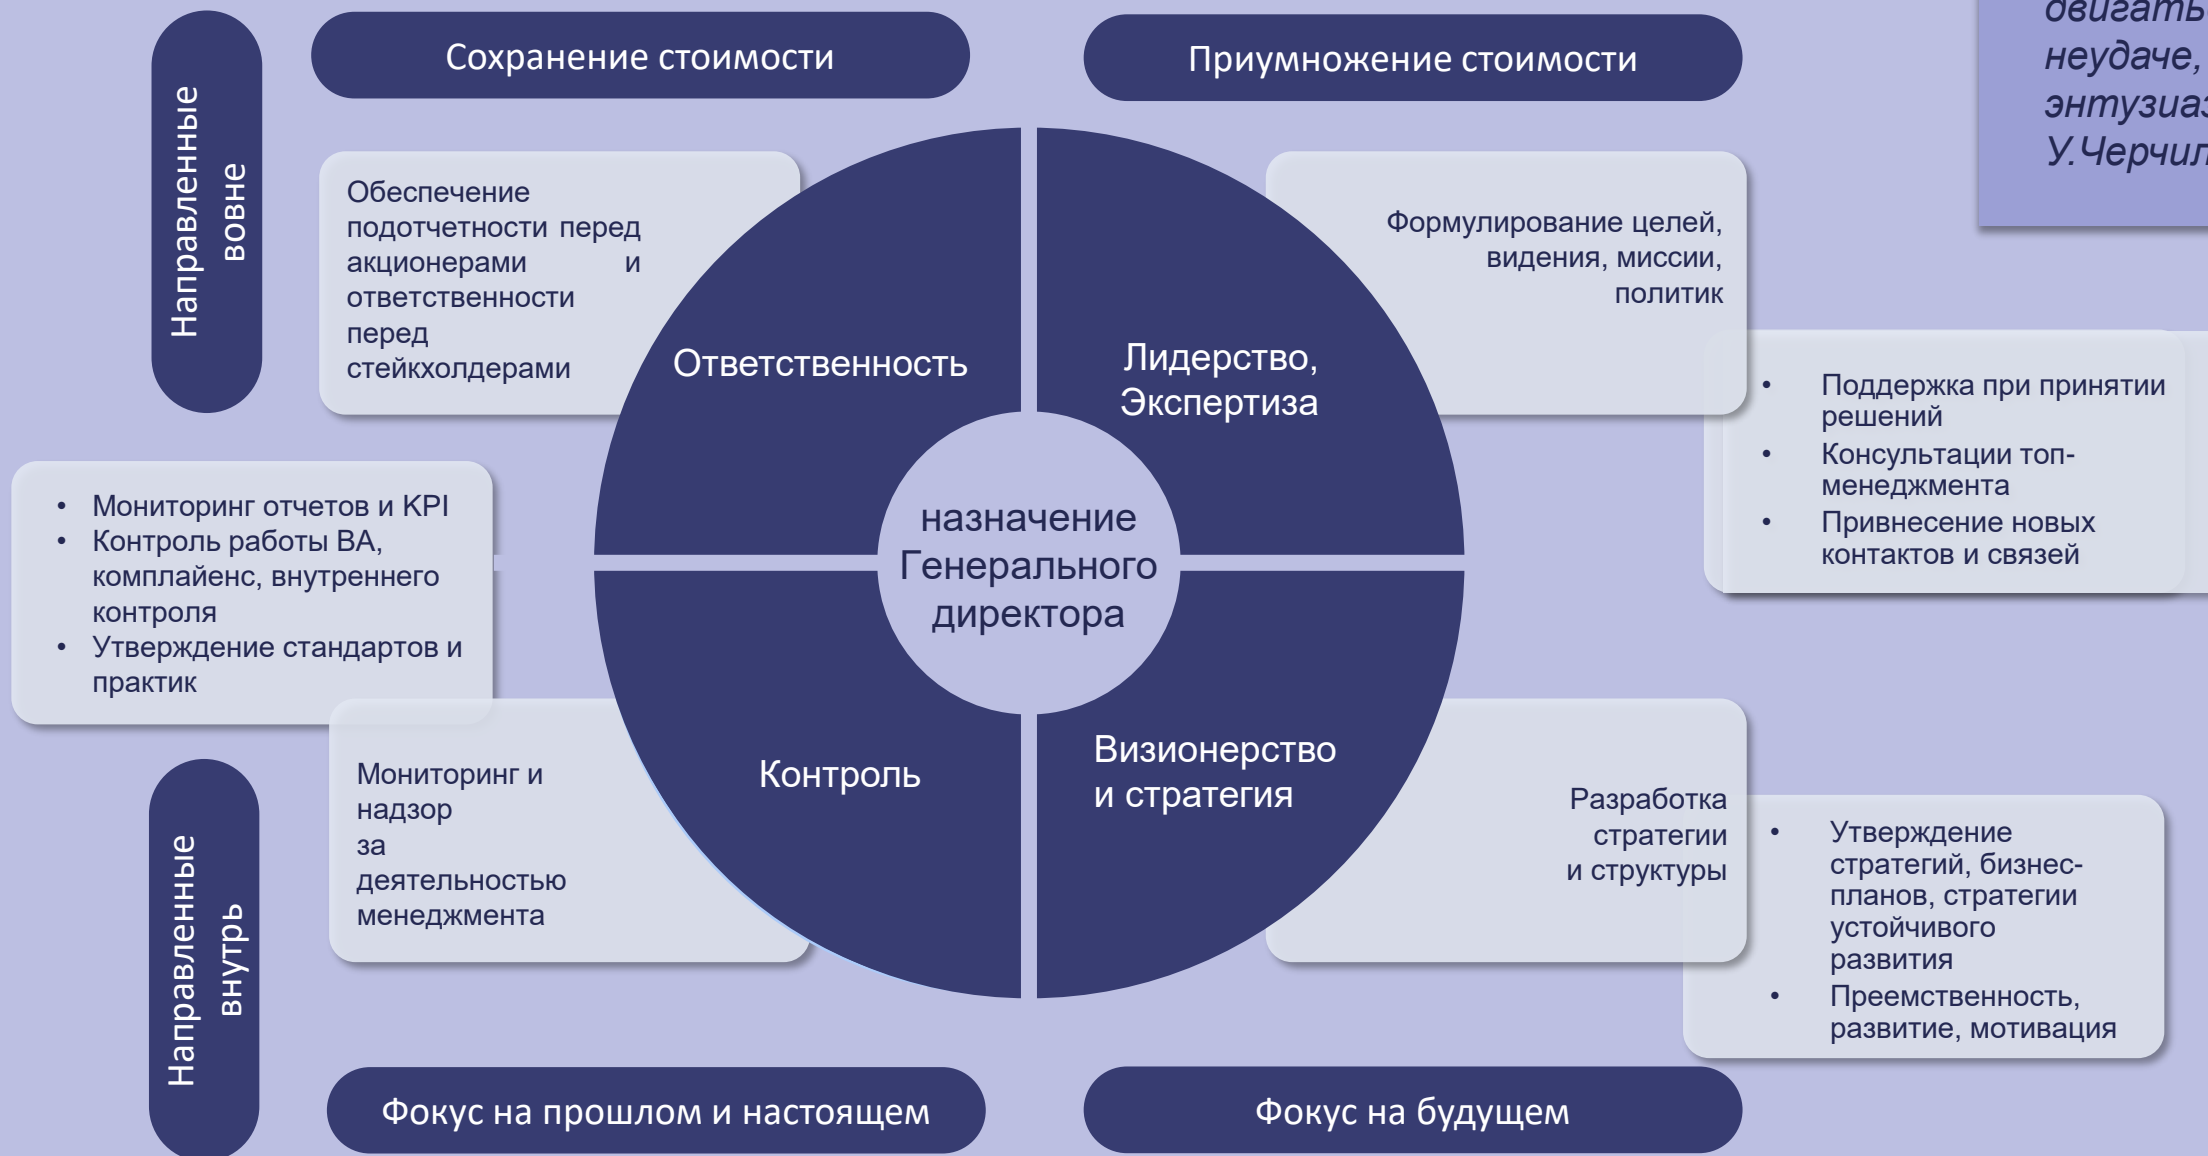 Сохранение стоимости
Приумножение стоимости
неудаче,
Направленные
вовне
Обеспечение
подотчетности перед
акционерами и
ответственности
перед
стейкхолдерами
Формулирование целей,
видения, миссии,
политик
Ответственность
Лидерство,
Экспертиза
• Поддержка при принятии
решений
• Консультации топ-
менеджмента
• Привнесение новых
контактов и связей
• Мониторинг отчетов и KPI
• Контроль работы ВА,
комплайенс, внутреннего
контроля
• Утверждение стандартов и
практик
назначение
Генерального
директора
Направленные
внутрь
Мониторинг и
надзор
за
деятельностью
менеджмента
Контроль
Визионерство
и стратегия
Разработка
стратегии
и структуры
• Утверждение
стратегий, бизнес-
планов, стратегии
устойчивого
развития
• Преемственность,
развитие, мотивация
Фокус на прошлом и настоящем
Фокус на будущем